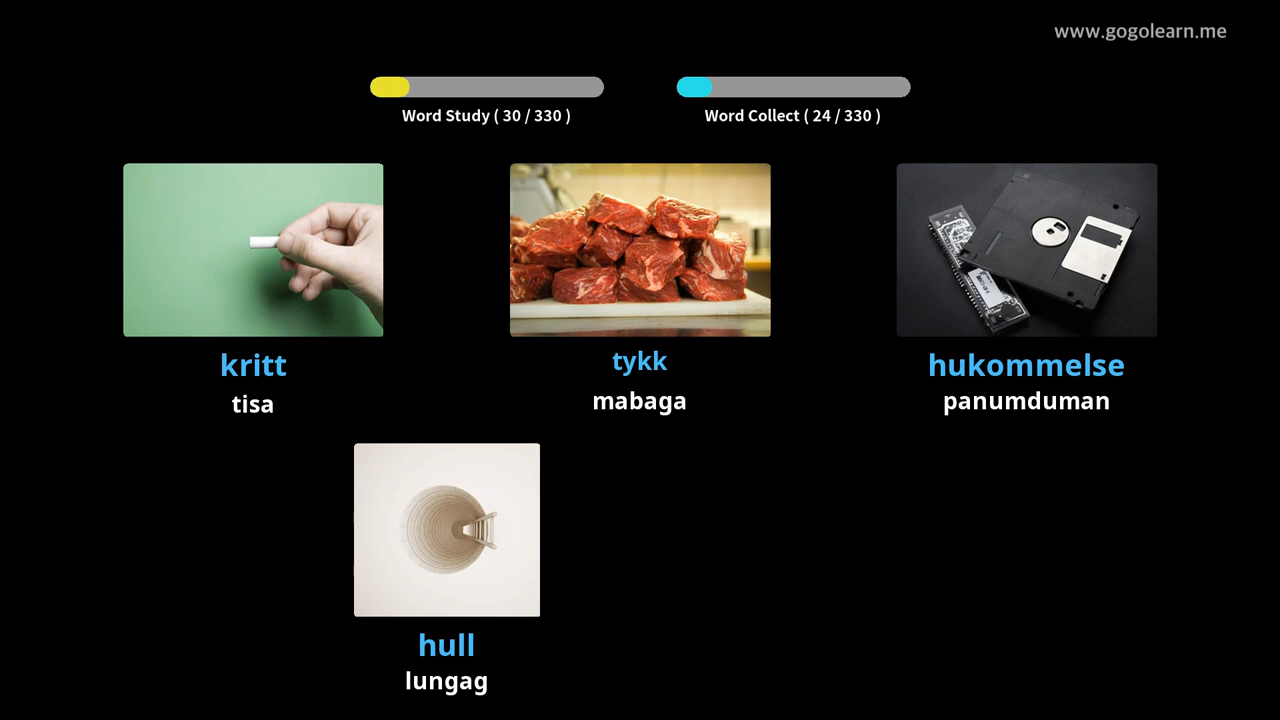 www.gogolearn.me
Word Study ( 30 / 330 )
Word Collect ( 24 / 330 )
kritt
tisa
tykk
mabaga
hukommelse
panumduman
hull
lungag